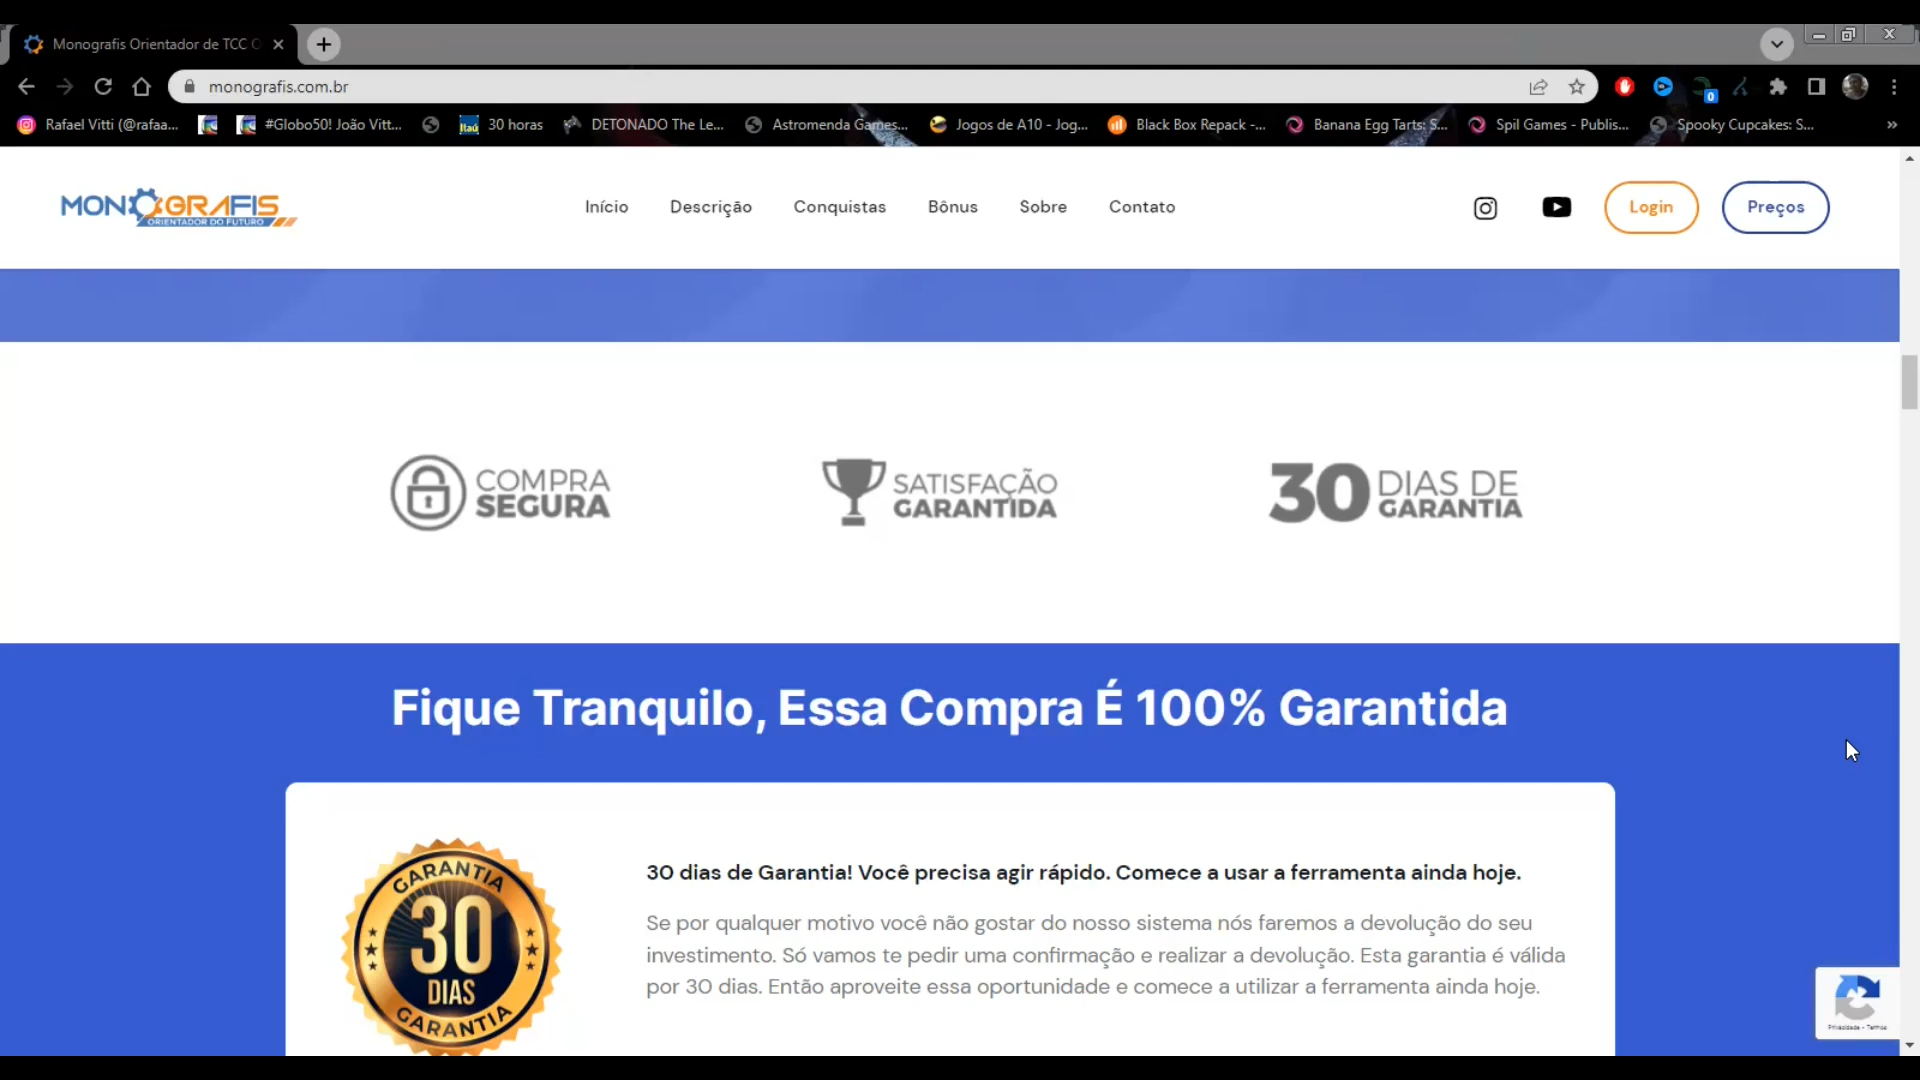 Monografis Orientador de TCC O
monografis.com.br
0
Rafael Vitti (@rafaa...
#Globo50! João Vitt...
Itaú 30 horas
DETONADO The Le...
Astromenda Games...
Jogos de A10 - Jog...
Black Box Repack -...
Banana Egg Tarts: S...
Spil Games - Publis...
Spooky Cupcakes: S...
MONOGRAFIS
ORIENTADOR DO FUTURO
Início
Descrição
Conquistas
Bônus
Sobre
Contato
Login
Preços
COMPRA
SEGURA
SATISFAÇÃO
GARANTIDA
30 DIAS DE
GARANTIA
Fique Tranquilo, Essa Compra É 100% Garantida
GARANTIA
30
DIAS
GARANTIA
30 dias de Garantia! Você precisa agir rápido. Comece a usar a ferramenta ainda hoje.
Se por qualquer motivo você não gostar do nosso sistema nós faremos a devolução do seu
investimento. Só vamos te pedir uma confirmação e realizar a devolução. Esta garantia é válida
por 30 dias. Então aproveite essa oportunidade e comece a utilizar a ferramenta ainda hoje.
Privacidade - Termos